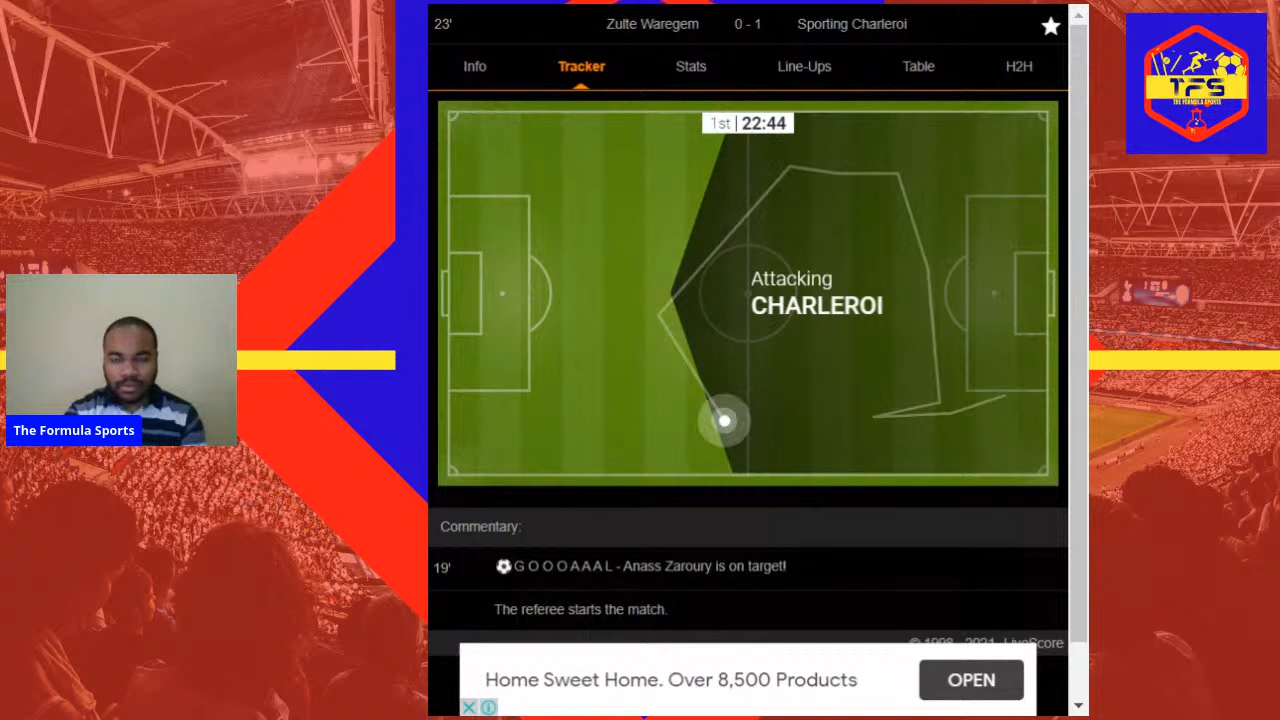 23'
Zulte Waregem 0 - 1 Sporting Charleroi
Info Tracker Stats Line-Ups Table H2H
1st | 22:44
Attacking
CHARLEROI
The Formula Sports
TFS
THE FORMULA SPORTS
Commentary:
19' G O O O A A A L - Anass Zaroury is on target!
The referee starts the match.
© 1998 - 2021 LiveScore
Home Sweet Home. Over 8,500 Products
OPEN